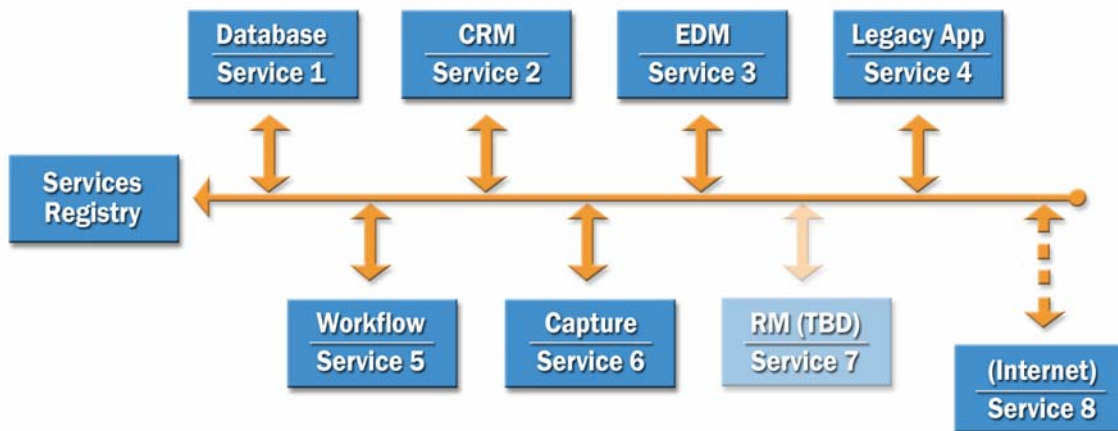 Database
Service 1
CRM
Service 2
EDM
Service 3
Legacy App
Service 4
Services
Registry
Workflow
Service 5
Capture
Service 6
RM (TBD)
Service 7
(Internet)
Service 8